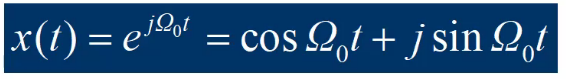 x(t) = e^{jΩ₀t} = cos Ω₀t + j sin Ω₀t